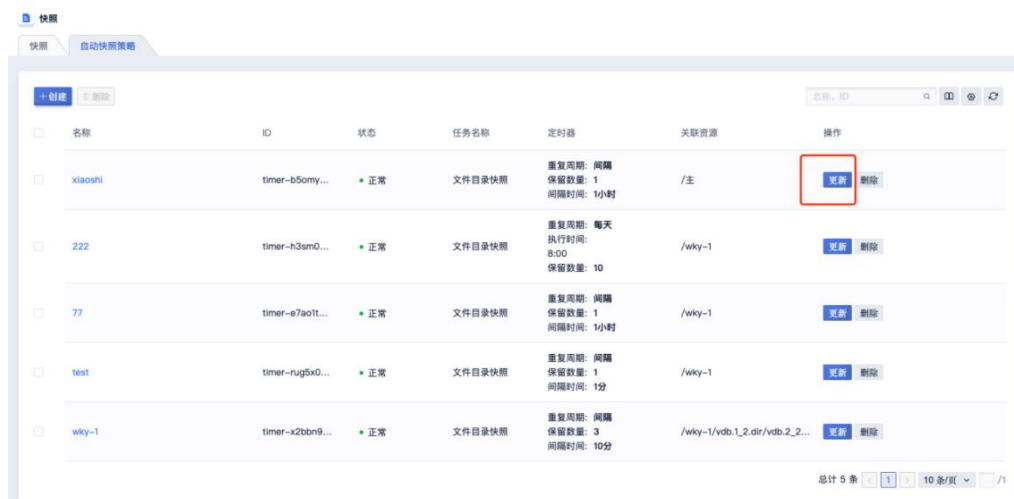 快照
快照 自动快照策略
+创建 删除 名称、ID
名称 ID 状态 任务名称 定时器 关联资源 操作
xiaoshi timer-b5omy... 正常 文件目录快照 重复周期: 间隔 /主 更新 删除
保留数量: 1
间隔时间: 1小时
222 timer-h3sm0... 正常 文件目录快照 重复周期: 每天 /wky-1 更新 删除
执行时间:
8:00
保留数量: 10
77 timer-e7ao1t... 正常 文件目录快照 重复周期: 间隔 /wky-1 更新 删除
保留数量: 1
间隔时间: 1小时
test timer-rug5x0... 正常 文件目录快照 重复周期: 间隔 /wky-1 更新 删除
保留数量: 1
间隔时间: 1分
wky-1 timer-x2bbn9... 正常 文件目录快照 重复周期: 间隔 /wky-1/vdb.1_2.dir/vdb.2_2... 更新 删除
保留数量: 3
间隔时间: 10分
总计 5 条 < 1 > 10 条/页 /1